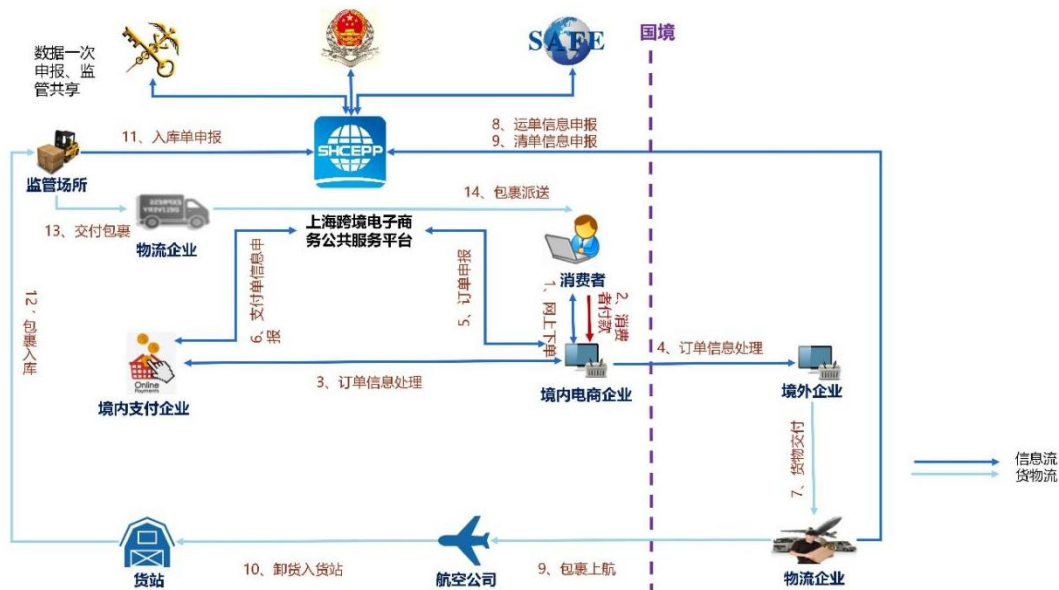 数据一次
申报、监
管共享
SAFE
国境
11、入库单申报
SHCEPP
8、运单信息申报
9、清单信息申报
监管场所
14、包裹派送
13、交付包裹
物流企业
上海跨境电子商
务公共服务平台
消费者
12、包裹入库
6、支付单信息申
报
5、订单申报
1、网上下单
2、消费
者付款
Online
Payments
3、订单信息处理
4、订单信息处理
境内支付企业
境内电商企业
境外企业
7、货物交付
信息流
货物流
货站
10、卸货入货站
航空公司
9、包裹上航
物流企业